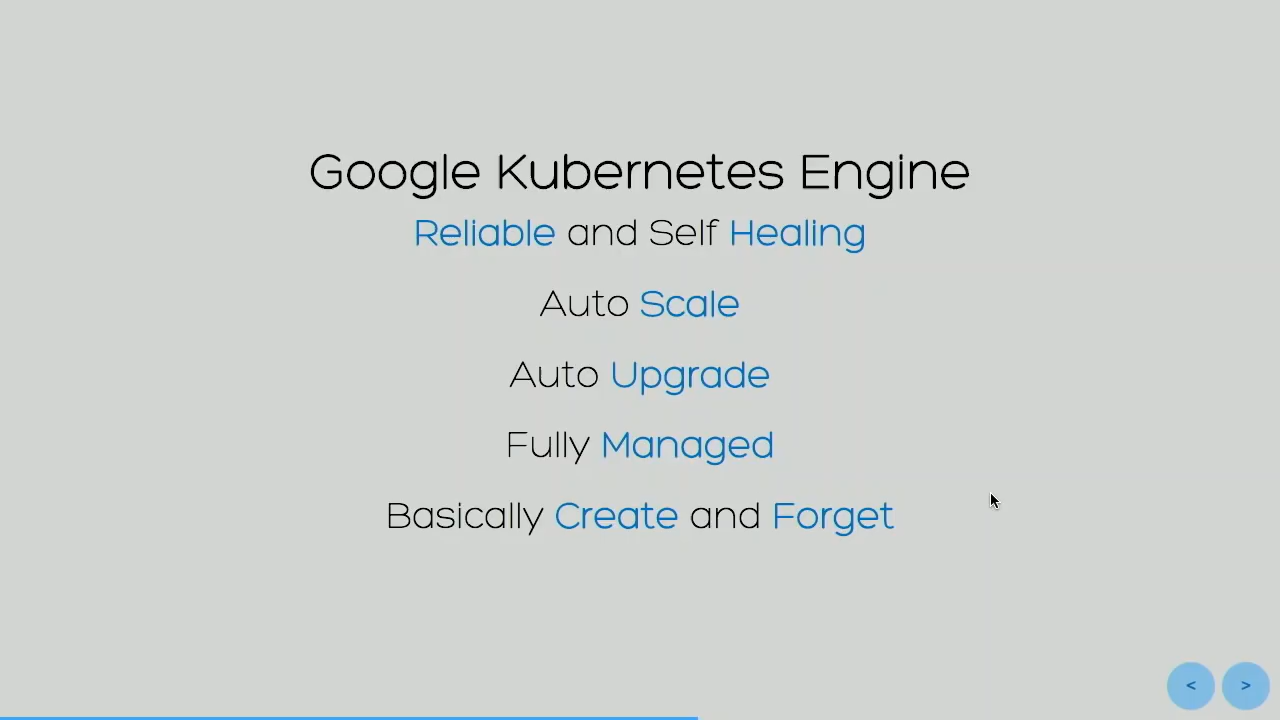 Google Kubernetes Engine
Reliable and Self Healing
Auto Scale
Auto Upgrade
Fully Managed
Basically Create and Forget
< >